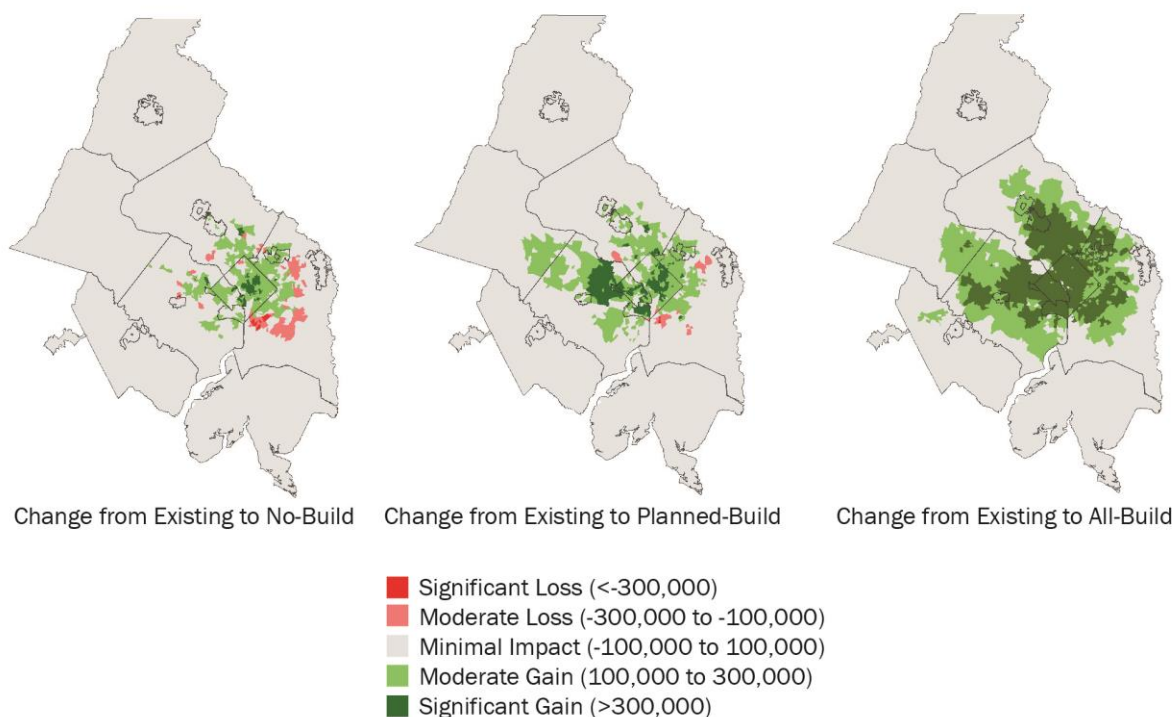 Change from Existing to No-Build
Change from Existing to Planned-Build
Change from Existing to All-Build
Significant Loss (<-300,000)
Moderate Loss (-300,000 to -100,000)
Minimal Impact (-100,000 to 100,000)
Moderate Gain (100,000 to 300,000)
Significant Gain (>300,000)